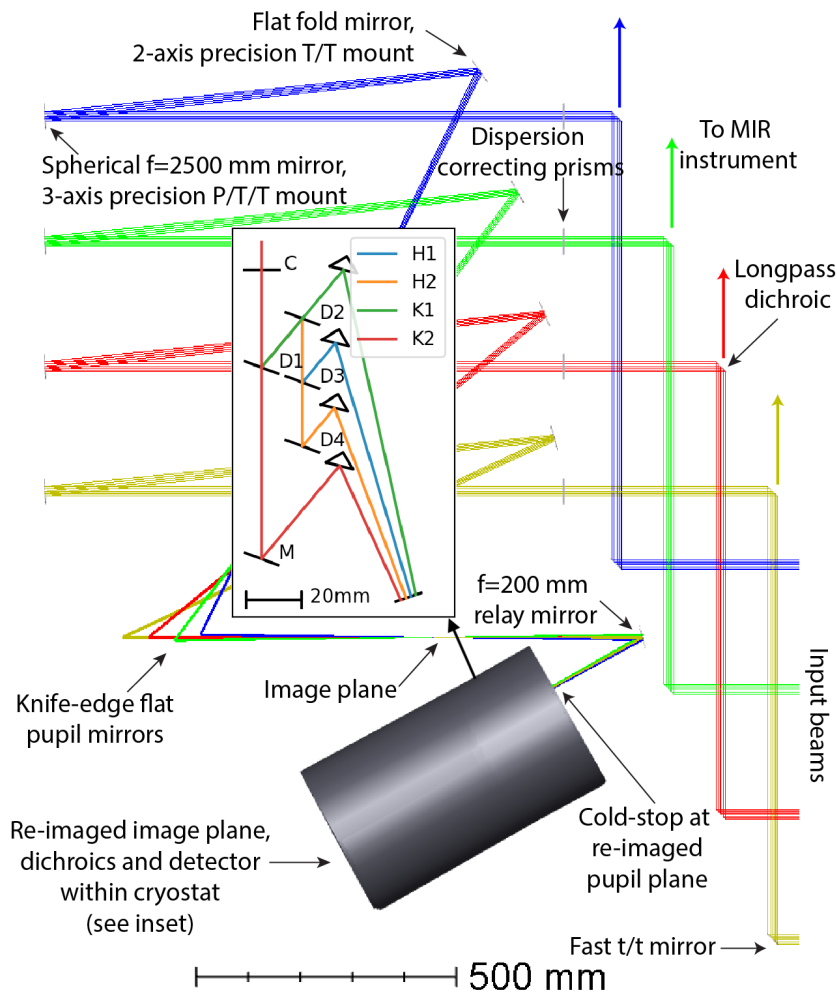 Flat fold mirror,
2-axis precision T/T mount
Spherical f=2500 mm mirror,
3-axis precision P/T/T mount
Dispersion
correcting prisms
To MIR
instrument
Longpass
dichroic
H1
H2
K1
K2
C
D2
D1
D3
D4
M
20mm
f=200 mm
relay mirror
Image plane
Knife-edge flat
pupil mirrors
Input beams
Re-imaged image plane,
dichroics and detector
within cryostat
(see inset)
Cold-stop at
re-imaged
pupil plane
Fast t/t mirror
500 mm